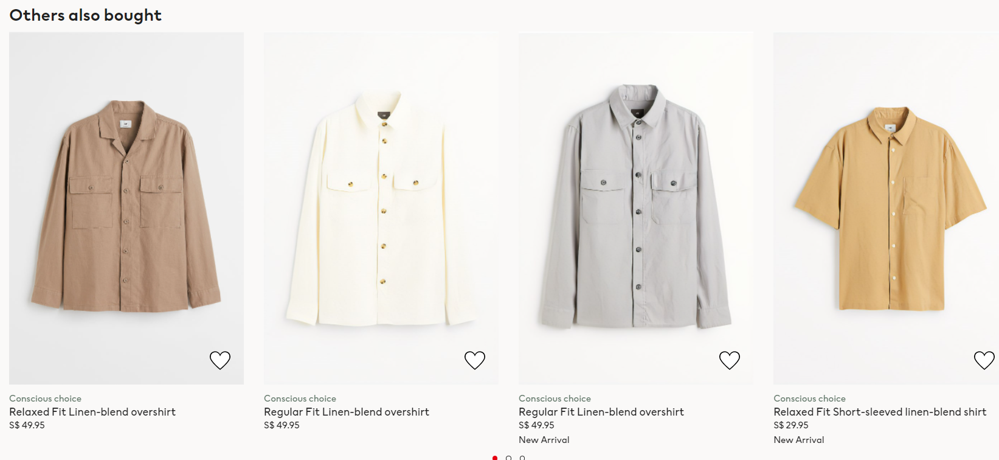 Others also bought
Conscious choice
Relaxed Fit Linen-blend overshirt
S$ 49.95
Conscious choice
Regular Fit Linen-blend overshirt
S$ 49.95
Conscious choice
Regular Fit Linen-blend overshirt
S$ 49.95
New Arrival
Conscious choice
Relaxed Fit Short-sleeved linen-blend shirt
S$ 29.95
New Arrival